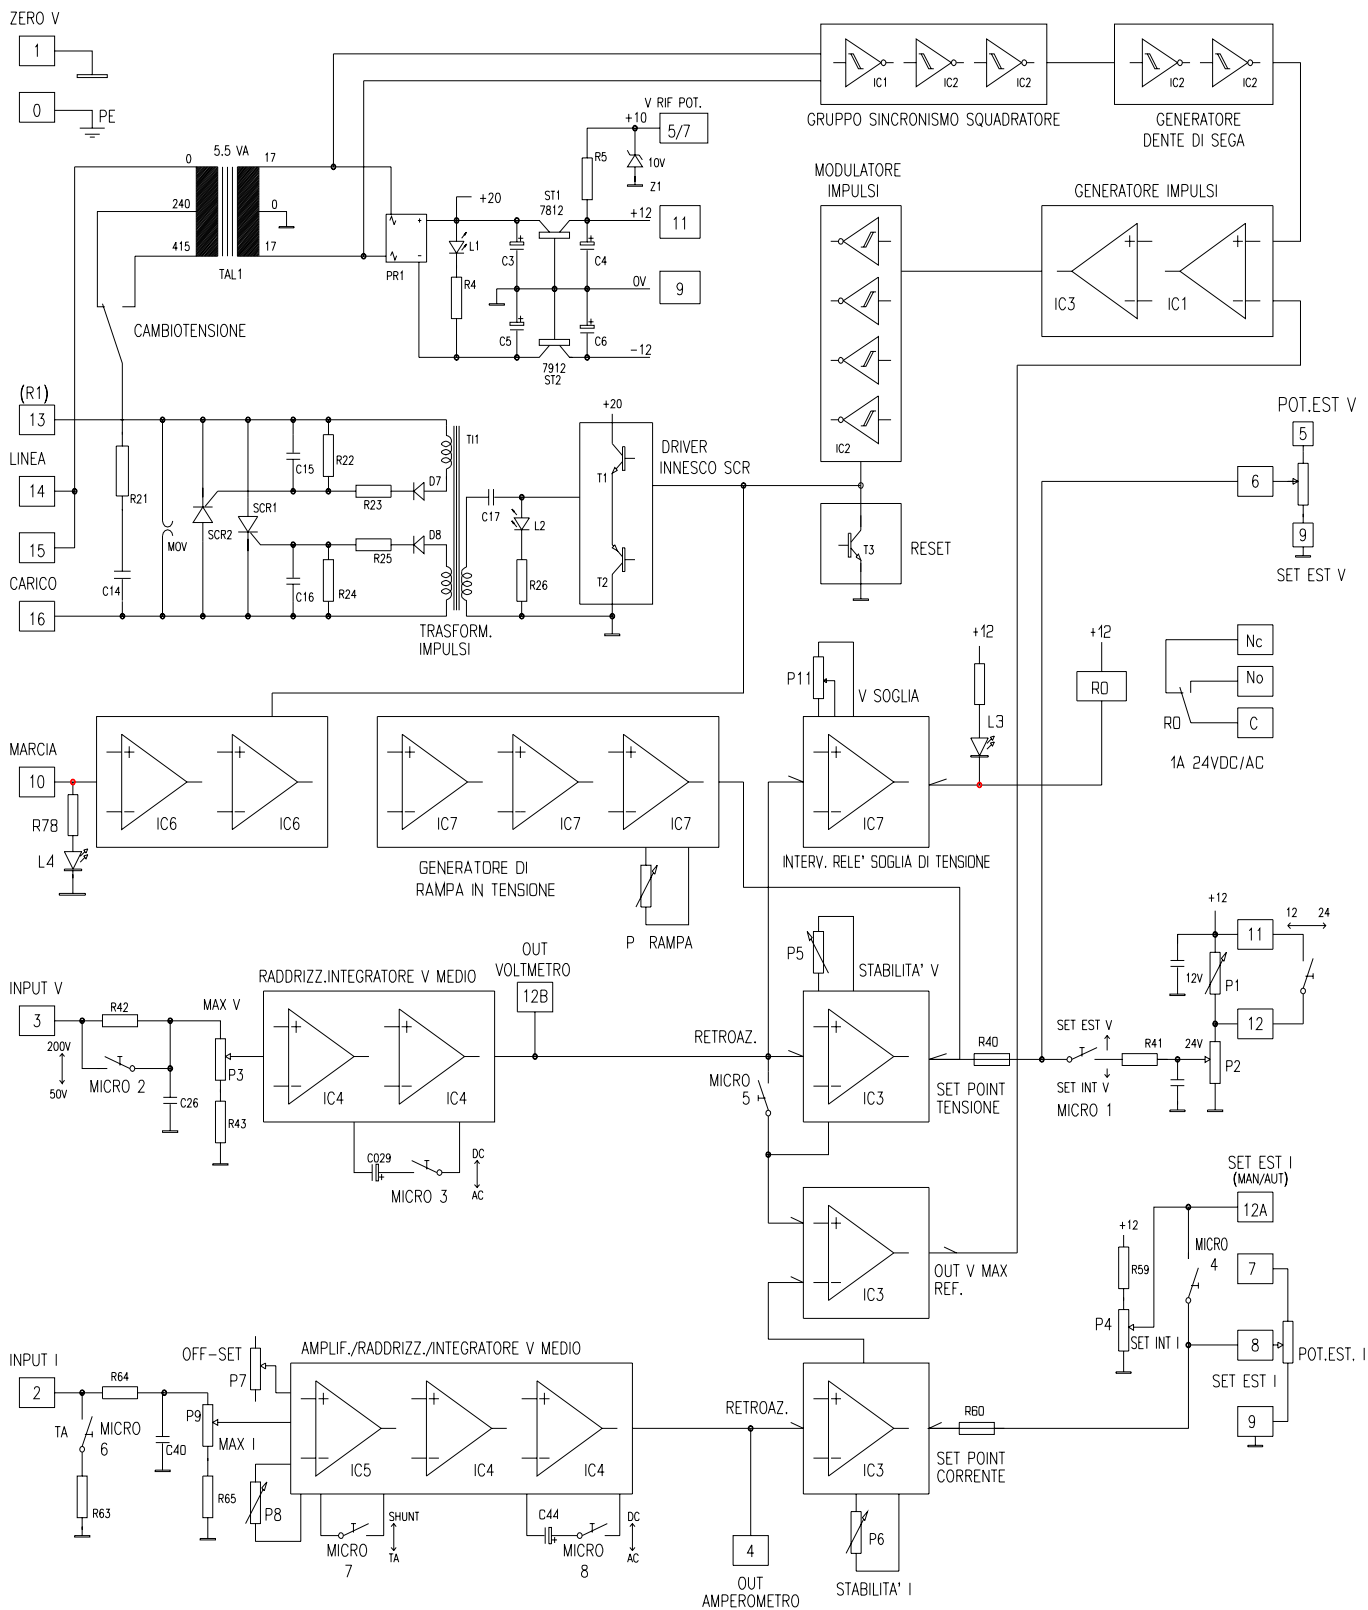 ZERO V
1
0
PE
5.5 VA
0
17
240
0
415
17
TAL1
CAMBIOTENSIONE
PR1
+20
L1
R4
C3
C5
ST1
7812
C4
C6
7912
ST2
R5
+10
V RIF POT.
5/7
10V
Z1
+12
11
0V
9
-12
IC1
IC2
IC2
GRUPPO SINCRONISMO SQUADRATORE
IC2
IC2
GENERATORE
DENTE DI SEGA
MODULATORE
IMPULSI
IC2
GENERATORE IMPULSI
IC3
IC1
(R1)
13
LINEA
14
15
CARICO
16
R21
C14
MOV
SCR2
SCR1
C15
R22
R23
D7
C16
R24
R25
D8
TI1
TRASFORM.
IMPULSI
C17
L2
R26
+20
T1
T2
DRIVER
INNESCO SCR
T3
RESET
POT.EST V
5
6
9
SET EST V
MARCIA
10
R78
L4
IC6
IC6
IC7
IC7
IC7
GENERATORE DI
RAMPA IN TENSIONE
P RAMPA
P11
V SOGLIA
IC7
INTERV. RELE' SOGLIA DI TENSIONE
+12
L3
+12
RO
Nc
No
C
RO
1A 24VDC/AC
INPUT V
3
200V
50V
R42
MICRO 2
C26
MAX V
P3
R43
RADDRIZZ.INTEGRATORE V MEDIO
IC4
IC4
C029
MICRO 3
DC
AC
OUT
VOLTMETRO
12B
RETROAZ.
MICRO
5
P5
STABILITA' V
IC3
R40
SET POINT
TENSIONE
SET EST V
SET INT V
MICRO 1
R41
24V
12V
+12
P1
P2
11
12
12 24
IC3
OUT V MAX
REF.
SET EST I
(MAN/AUT)
12A
+12
R59
P4
SET INT I
MICRO
4
7
8
POT.EST. I
SET EST I
9
INPUT I
2
TA
MICRO
6
R63
R64
C40
P9
MAX I
R65
OFF-SET
P7
P8
AMPLIF./RADDRIZZ./INTEGRATORE V MEDIO
IC5
IC4
IC4
MICRO
7
SHUNT
TA
C44
MICRO
8
DC
AC
RETROAZ.
4
OUT
AMPEROMETRO
IC3
P6
STABILITA' I
R60
SET POINT
CORRENTE